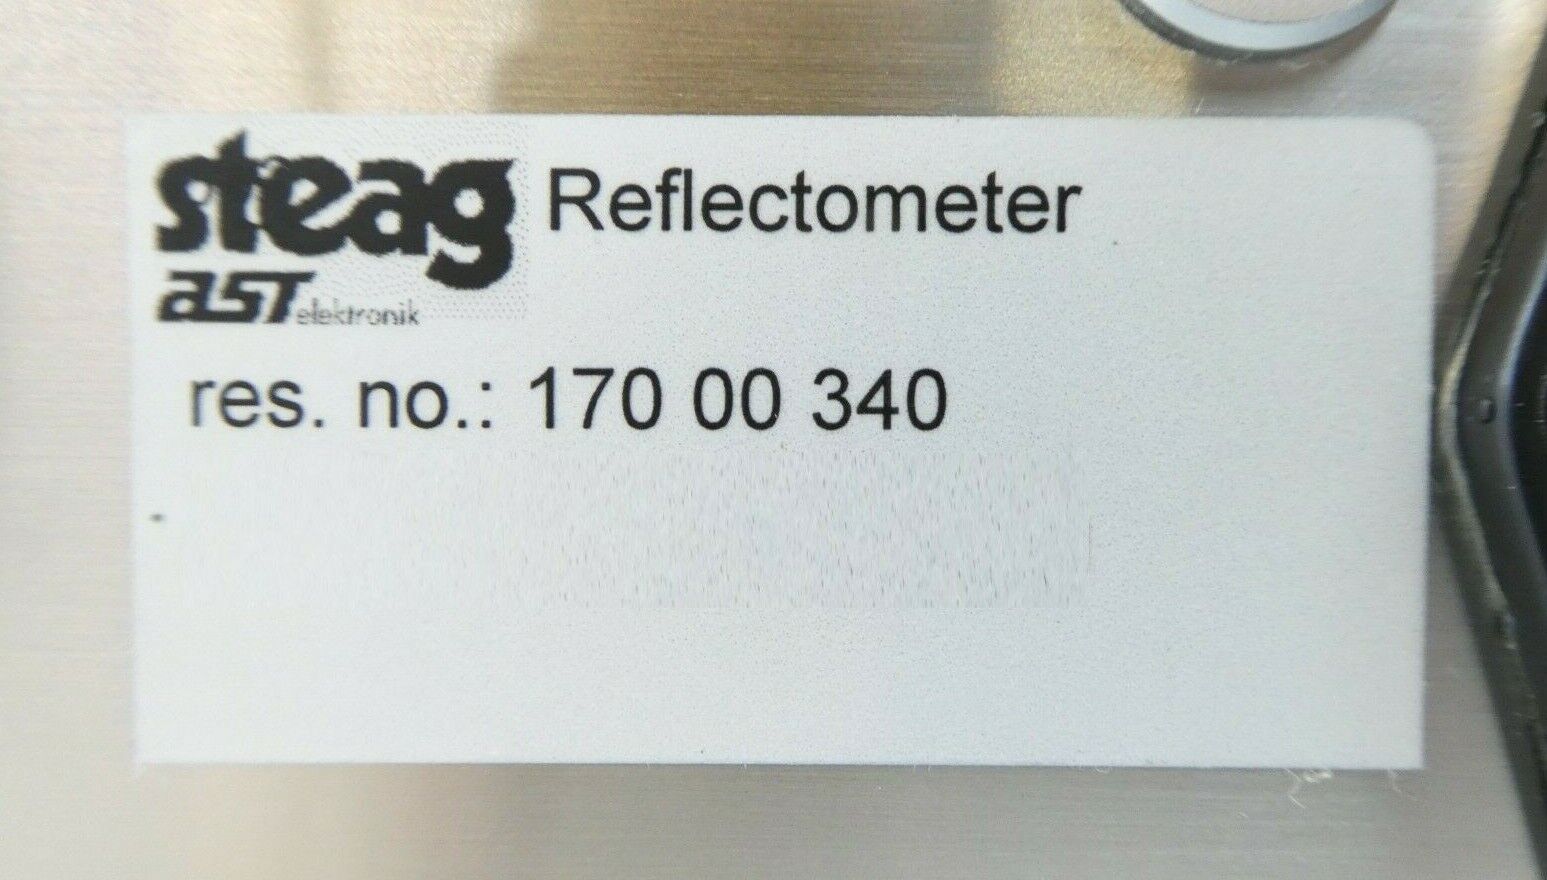 steag Reflectometer
AST elektronik
res. no.: 170 00 340